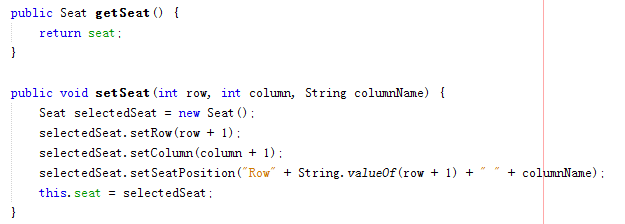 public Seat getSeat() {
    return seat;
}

public void setSeat(int row, int column, String columnName) {
    Seat selectedSeat = new Seat();
    selectedSeat.setRow(row + 1);
    selectedSeat.setColumn(column + 1);
    selectedSeat.setSeatPosition("Row" + String.valueOf(row + 1) + " " + columnName);
    this.seat = selectedSeat;
}